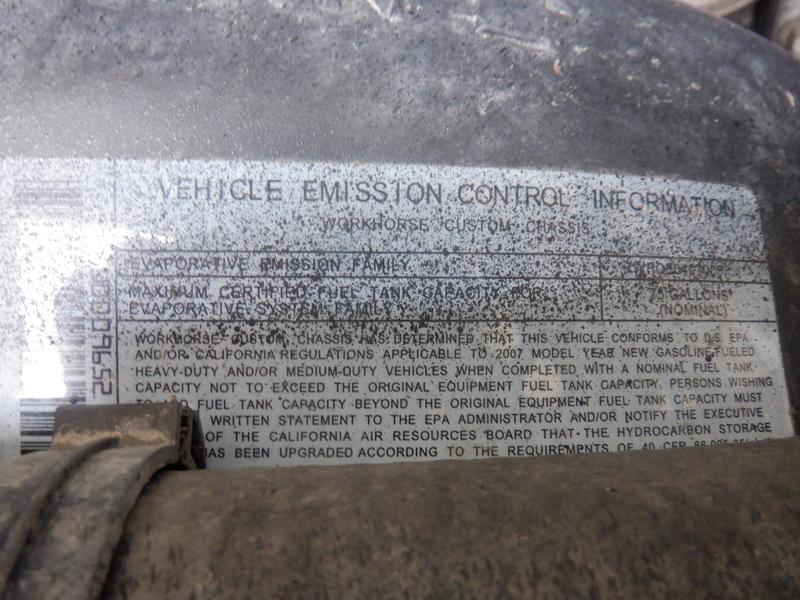 VEHICLE EMISSION CONTROL INFORMATION
WORKHORSE CUSTOM CHASSIS
EVAPORATIVE EMISSION FAMILY
MAXIMUM CERTIFIED FUEL TANK CAPACITY FOR
EVAPORATIVE SYSTEM FAMILY
75 GALLONS
(NOMINAL)
WORKHORSE CUSTOM CHASSIS HAS DETERMINED THAT THIS VEHICLE CONFORMS TO U.S. EPA
AND/OR CALIFORNIA REGULATIONS APPLICABLE TO 2007 MODEL YEAR NEW GASOLINE-FUELED
HEAVY-DUTY AND/OR MEDIUM-DUTY VEHICLES WHEN COMPLETED WITH A NOMINAL FUEL TANK
CAPACITY NOT TO EXCEED THE ORIGINAL EQUIPMENT FUEL TANK CAPACITY. PERSONS WISHING
TO ADD FUEL TANK CAPACITY BEYOND THE ORIGINAL EQUIPMENT FUEL TANK CAPACITY MUST
WRITTEN STATEMENT TO THE EPA ADMINISTRATOR AND/OR NOTIFY THE EXECUTIVE
OF THE CALIFORNIA AIR RESOURCES BOARD THAT THE HYDROCARBON STORAGE
HAS BEEN UPGRADED ACCORDING TO THE REQUIREMENTS OF 40 CFR